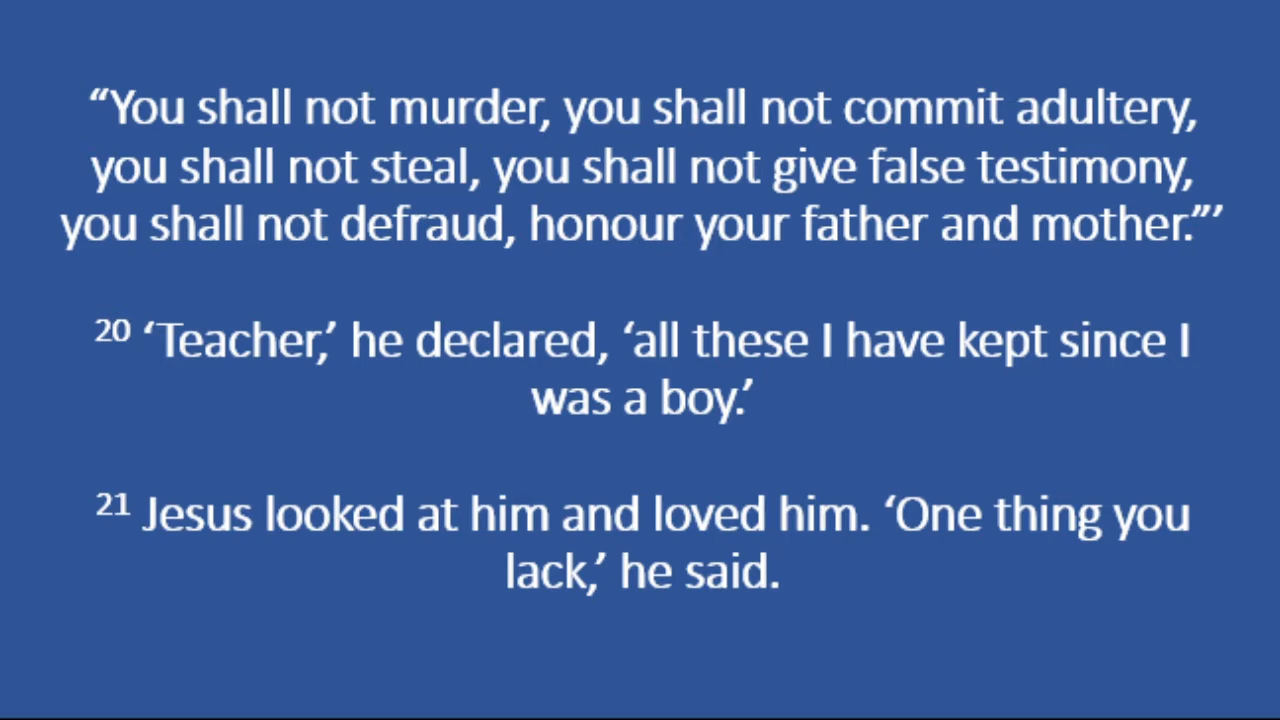 “You shall not murder, you shall not commit adultery,
you shall not steal, you shall not give false testimony,
you shall not defraud, honour your father and mother.”’
²⁰ ‘Teacher,’ he declared, ‘all these I have kept since I
was a boy.’
²¹ Jesus looked at him and loved him. ‘One thing you
lack,’ he said.